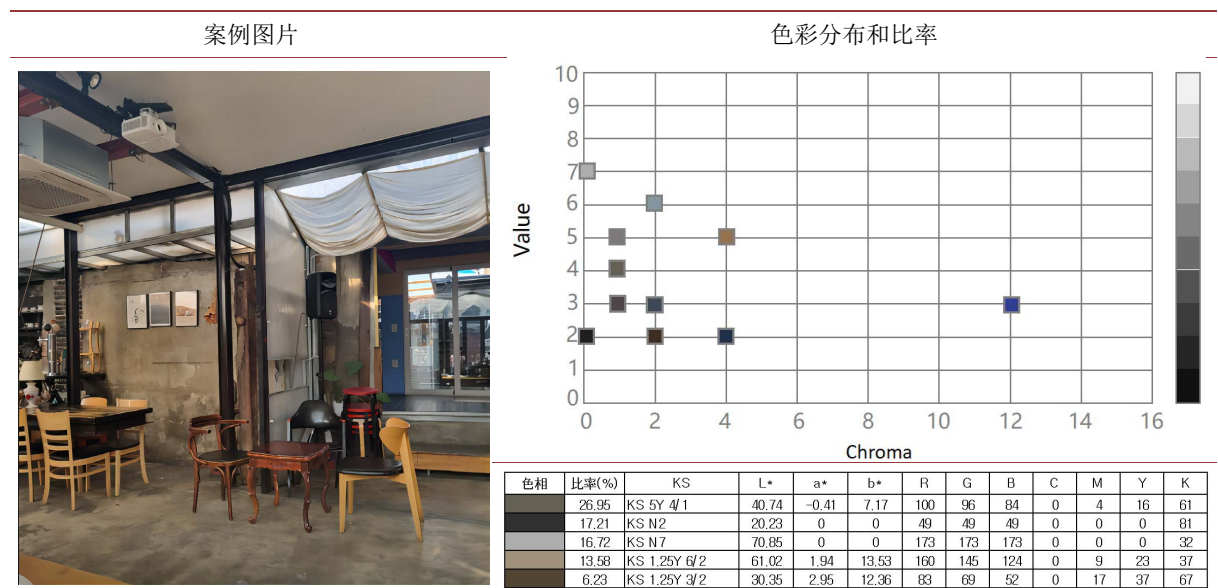 案例图片
色彩分布和比率
10
9
8
7
6
5
4
3
2
1
0
Value
0 2 4 6 8 10 12 14 16
Chroma
色相 比率(%) KS L* a* b* R G B C M Y K
26.95 KS 5Y 4/1 40.74 -0.41 7.17 100 96 84 0 4 16 61
17.21 KS N2 20.23 0 0 49 49 49 0 0 0 81
16.72 KS N7 70.85 0 0 173 173 173 0 0 0 32
13.58 KS 1.25Y 6/2 61.02 1.94 13.53 160 145 124 0 9 23 37
6.23 KS 1.25Y 3/2 30.35 2.95 12.36 83 69 52 0 17 37 67